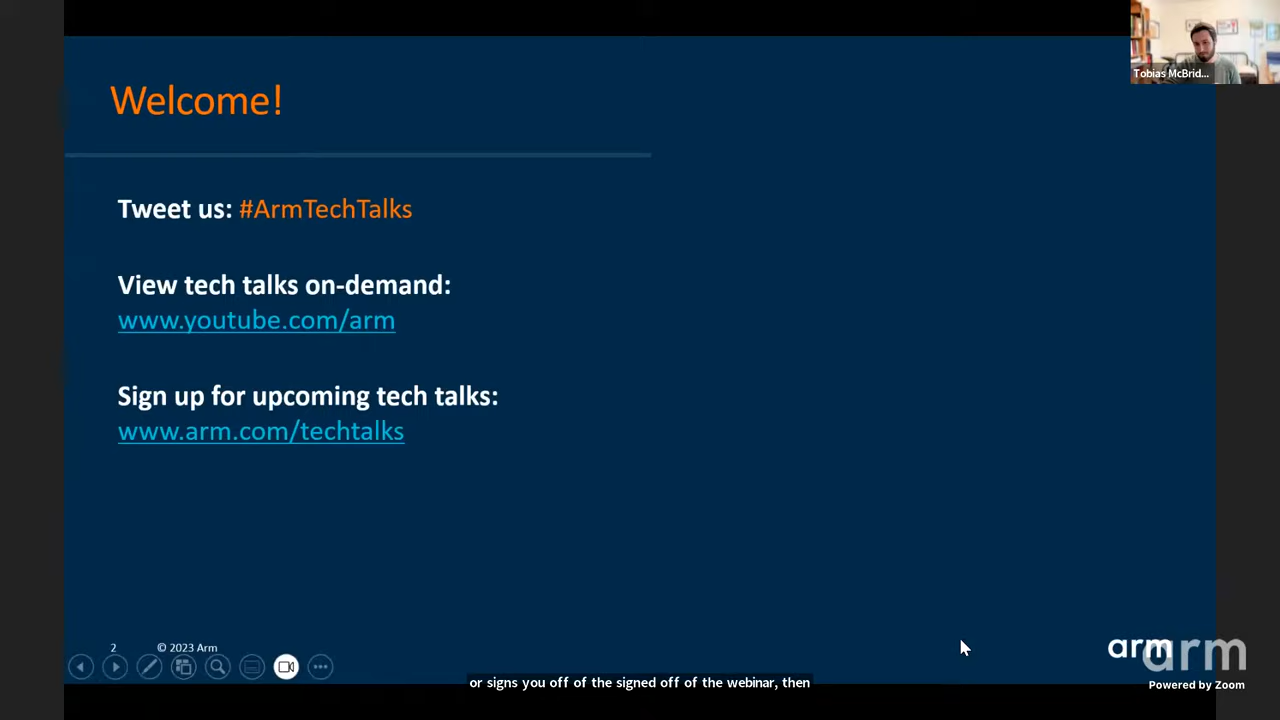 Welcome!
Tobias McBrid...
Tweet us: #ArmTechTalks
View tech talks on-demand:
www.youtube.com/arm
Sign up for upcoming tech talks:
www.arm.com/techtalks
2 © 2023 Arm
arm
arm
Powered by Zoom
or signs you off of the signed off of the webinar, then